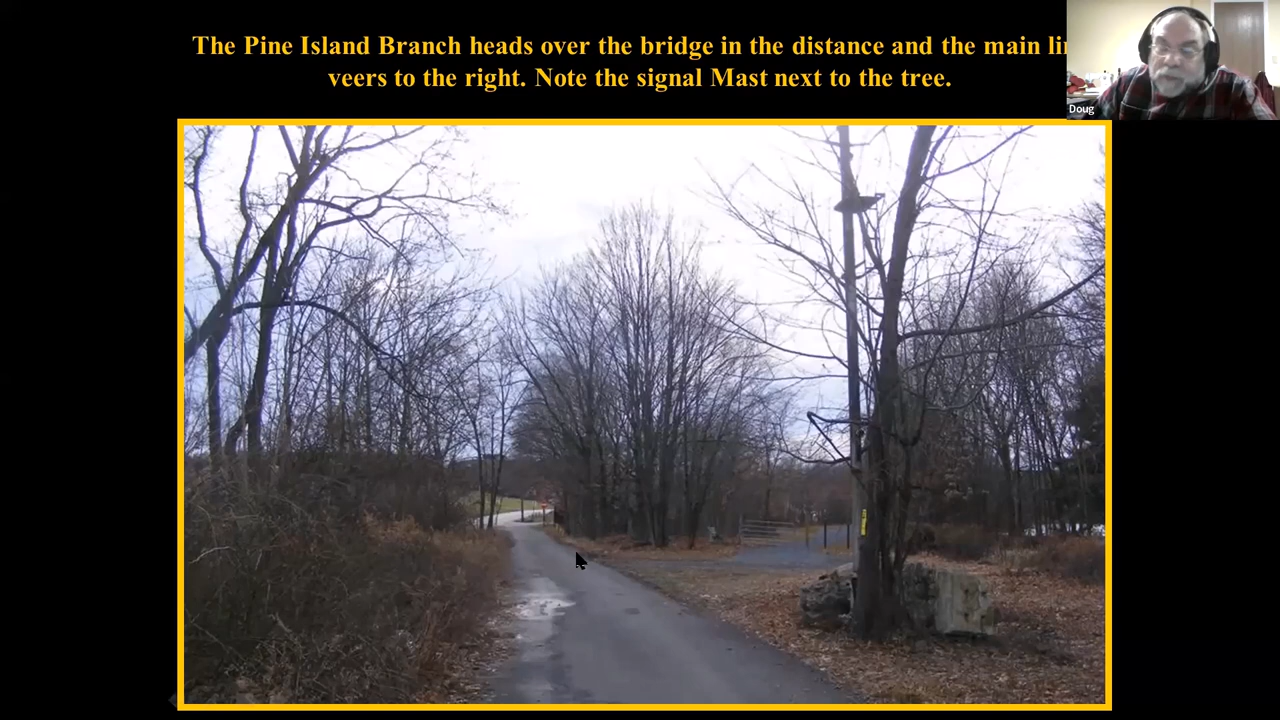 The Pine Island Branch heads over the bridge in the distance and the main
veers to the right. Note the signal Mast next to the tree.
Doug